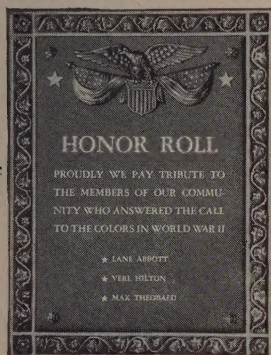 HONOR ROLL
PROUDLY WE PAY TRIBUTE TO
THE MEMBERS OF OUR COMMU-
NITY WHO ANSWERED THE CALL
TO THE COLORS IN WORLD WAR II
★ LANE ABBOTT
★ VERL HILTON
★ MAX THEOBALD